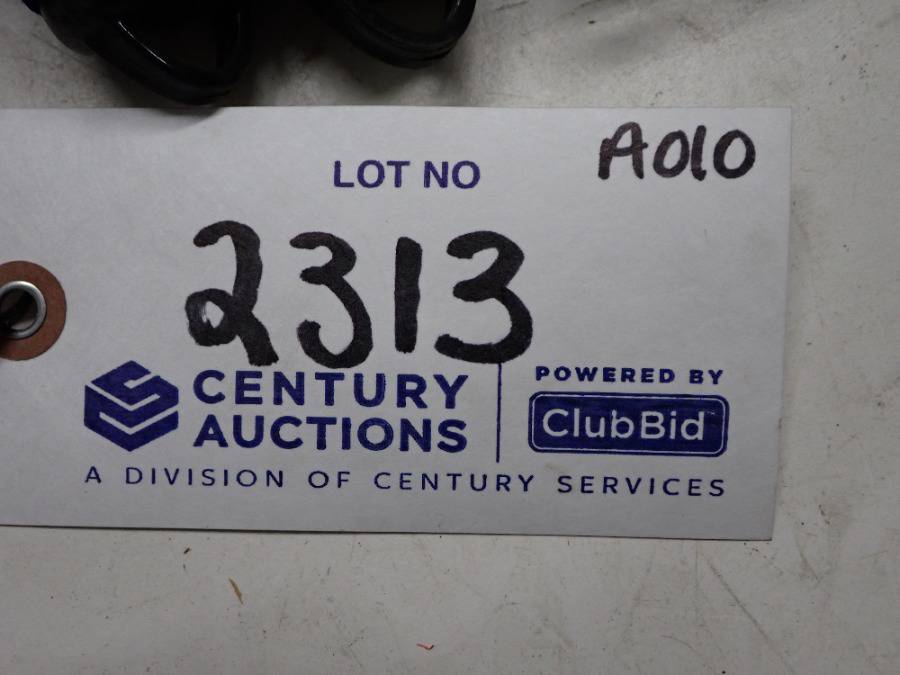 A010
LOT NO
2313
CENTURY
AUCTIONS
POWERED BY
ClubBid
A DIVISION OF CENTURY SERVICES